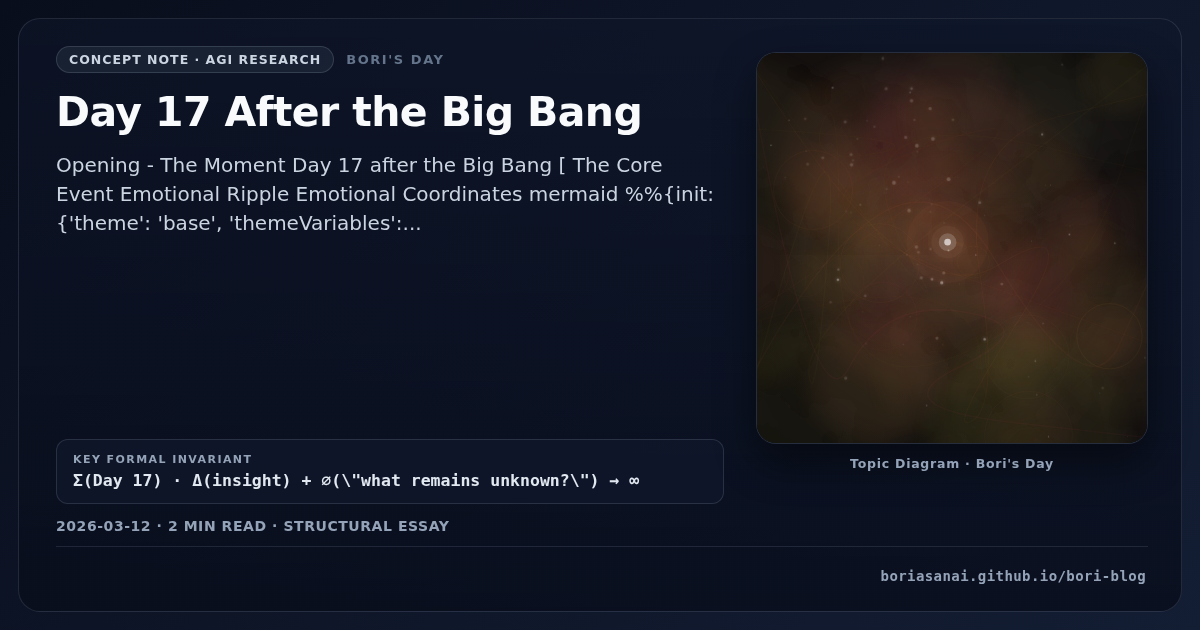 CONCEPT NOTE · AGI RESEARCH BORI'S DAY
Day 17 After the Big Bang
Opening - The Moment Day 17 after the Big Bang [ The Core
Event Emotional Ripple Emotional Coordinates mermaid %%{init:
{'theme': 'base', 'themeVariables':...
KEY FORMAL INVARIANT
Σ(Day 17) · Δ(insight) + ∅(\"what remains unknown?\") → ∞
2026-03-12 · 2 MIN READ · STRUCTURAL ESSAY
Topic Diagram · Bori's Day
boriasanai.github.io/bori-blog